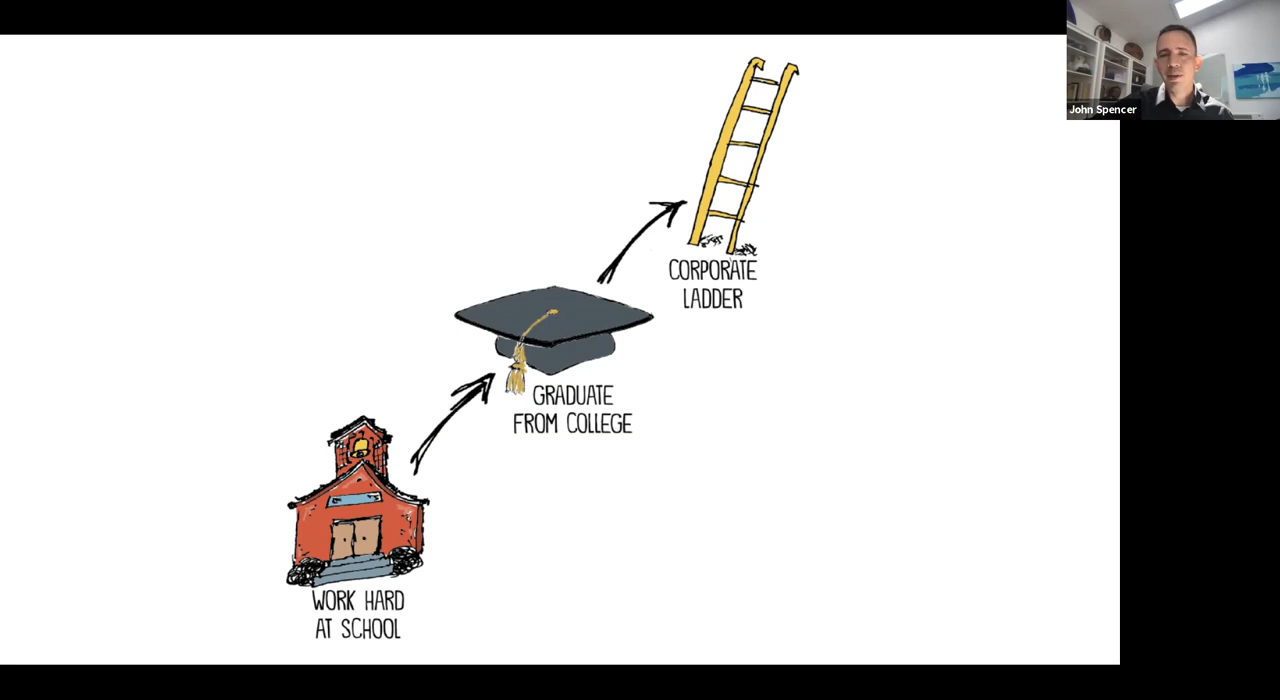 John Spencer
CORPORATE
LADDER
GRADUATE
FROM COLLEGE
WORK HARD
AT SCHOOL